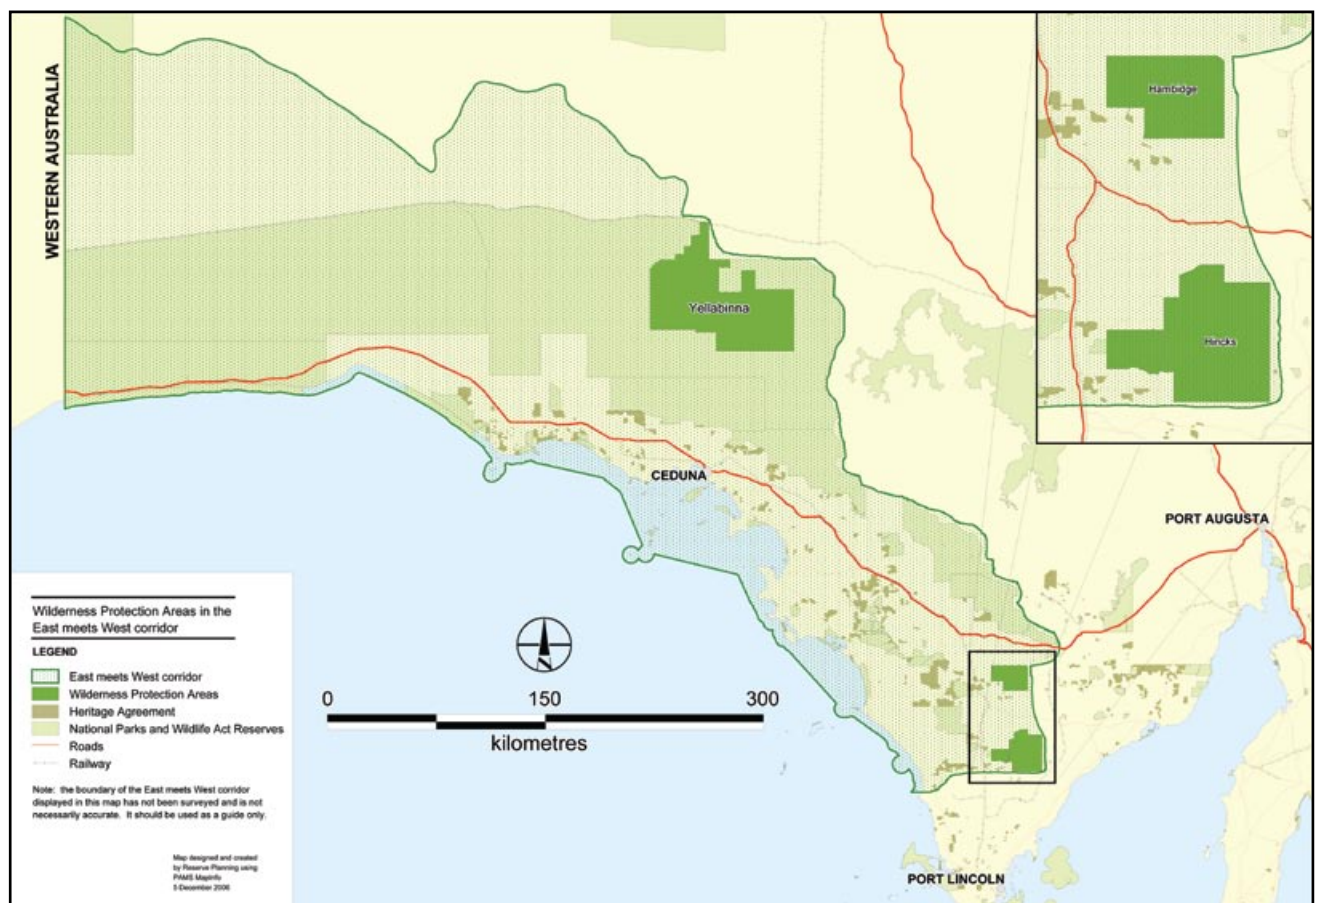 WESTERN AUSTRALIA
Hambidge
Yellabinna
Hincks
CEDUNA
PORT AUGUSTA
Wilderness Protection Areas in the
East meets West corridor
LEGEND
East meets West corridor
Wilderness Protection Areas
Heritage Agreement
National Parks and Wildlife Act Reserves
Roads
Railway
Note: the boundary of the East meets West corridor
displayed in this map has not been surveyed and is not
necessarily accurate. It should be used as a guide only.
Map designed and created
by Reserve Planning using
PAMS MapInfo
5 December 2006
N
0 150 300
kilometres
PORT LINCOLN